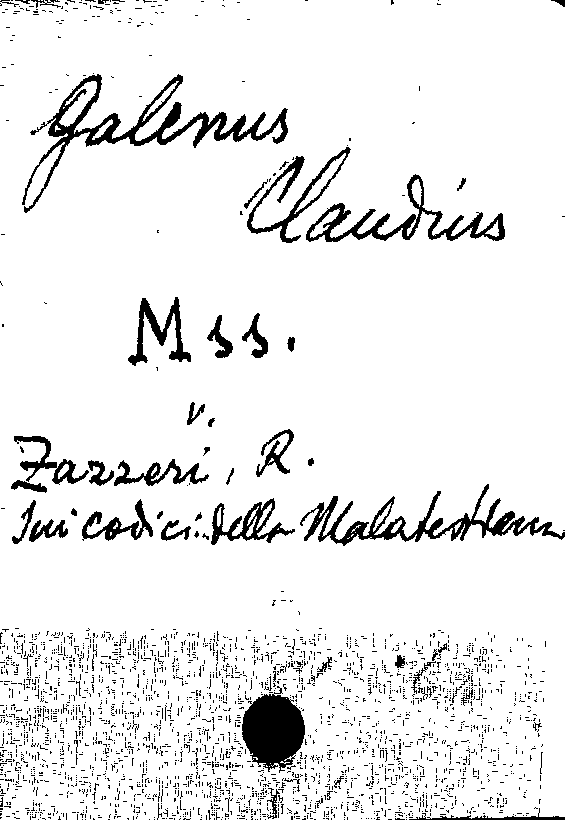 Galenus
Claudius
Mss.
v.
Zazzeri, R.
Sui codici.. della Malatestiana